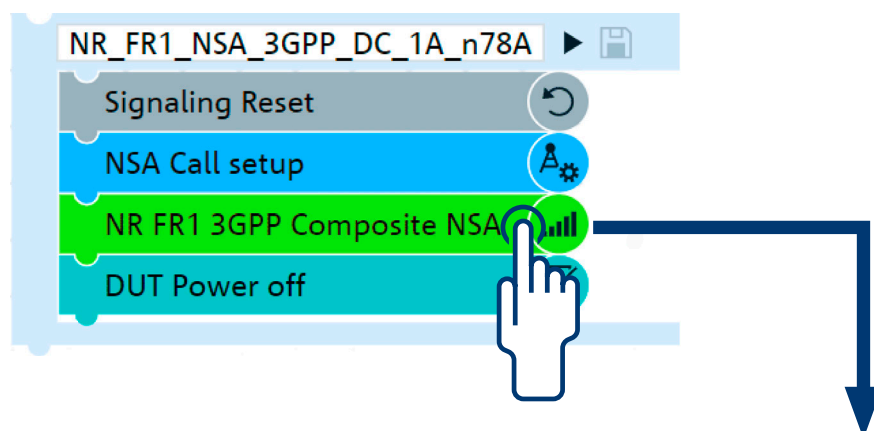 NR_FR1_NSA_3GPP_DC_1A_n78A
Signaling Reset
NSA Call setup
NR FR1 3GPP Composite NSA
DUT Power off